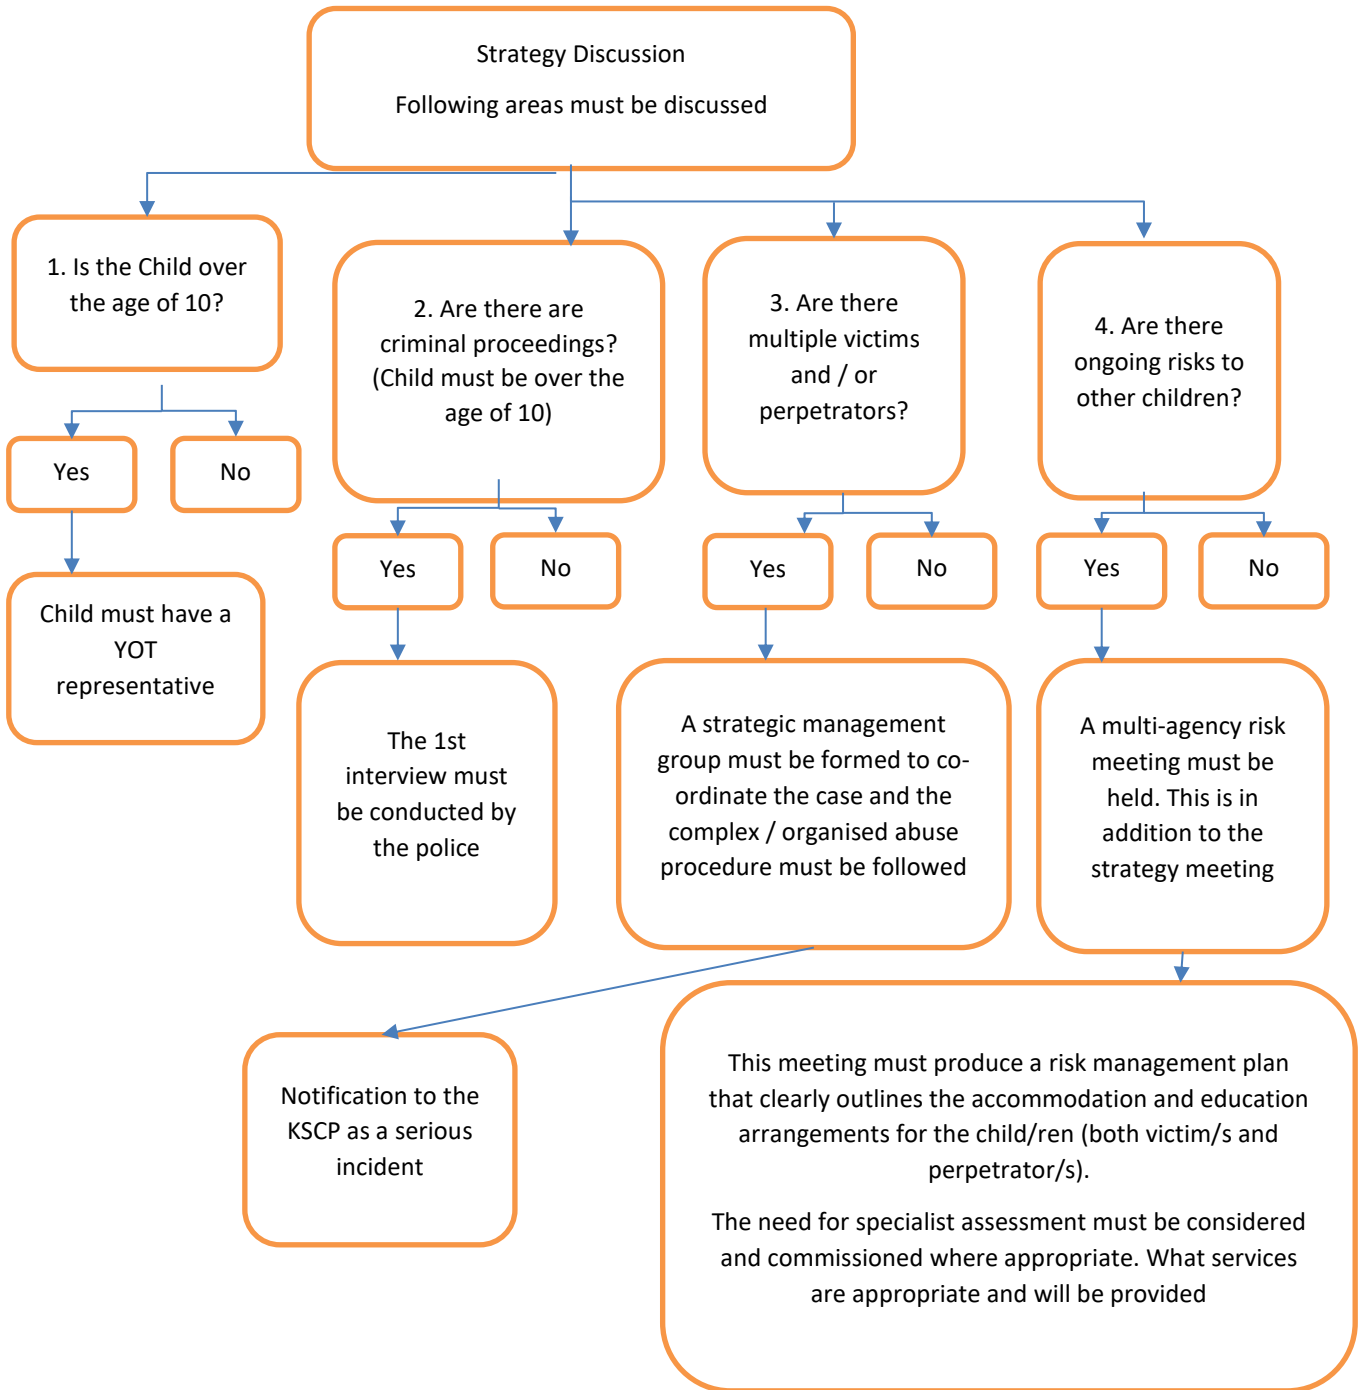 Strategy Discussion
Following areas must be discussed
1. Is the Child over
the age of 10?
Yes
No
Child must have a
YOT
representative
2. Are there are
criminal proceedings?
(Child must be over the
age of 10)
Yes
No
The 1st
interview must
be conducted by
the police
3. Are there
multiple victims
and / or
perpetrators?
Yes
No
A strategic management
group must be formed to co-
ordinate the case and the
complex / organised abuse
procedure must be followed
Notification to the
KSCP as a serious
incident
4. Are there
ongoing risks to
other children?
Yes
No
A multi-agency risk
meeting must be
held. This is in
addition to the
strategy meeting
This meeting must produce a risk management plan
that clearly outlines the accommodation and education
arrangements for the child/ren (both victim/s and
perpetrator/s).
The need for specialist assessment must be considered
and commissioned where appropriate. What services
are appropriate and will be provided